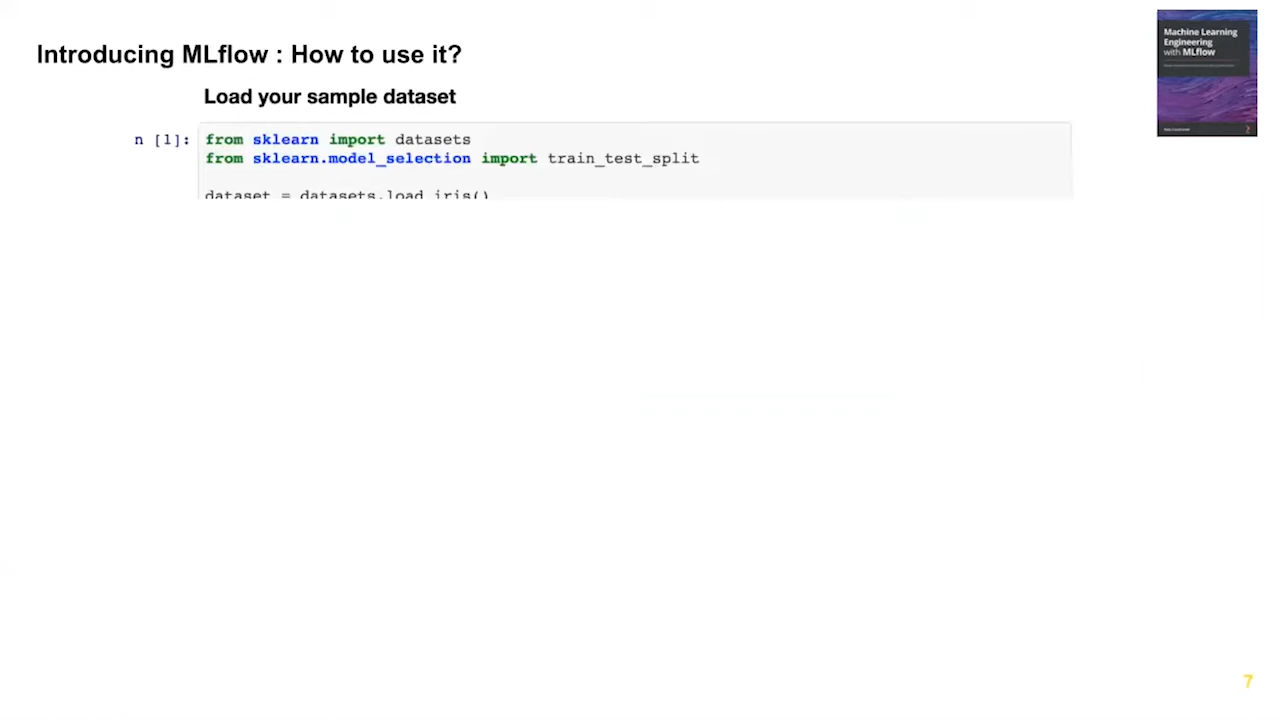 Introducing MLflow : How to use it?
Machine Learning
Engineering
with MLflow
Load your sample dataset
n [1]:
from sklearn import datasets
from sklearn.model_selection import train_test_split
dataset = datasets.load_iris()
7